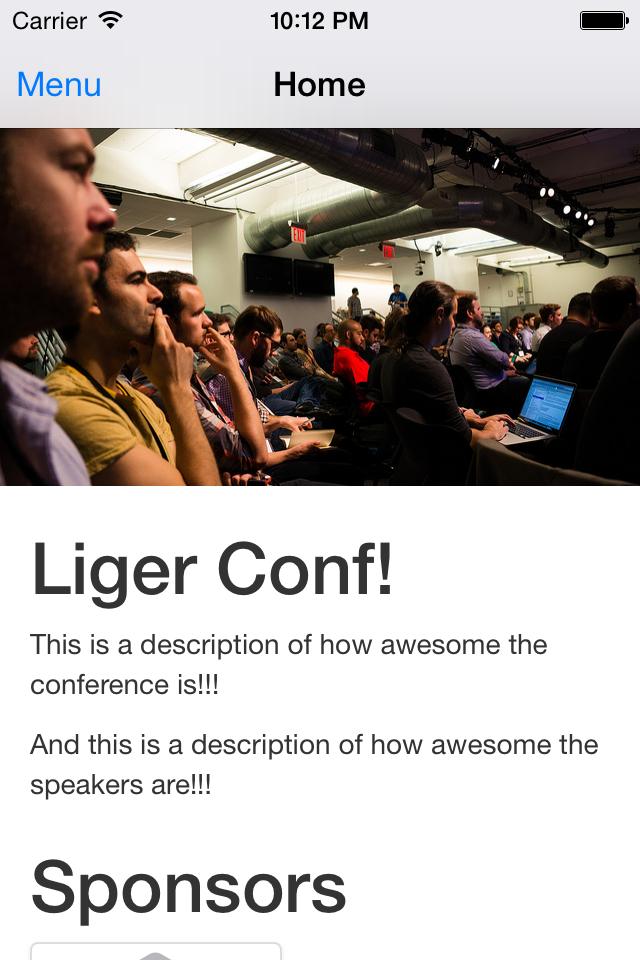 Carrier 10:12 PM
Menu Home
EXIT
EXIT
Liger Conf!
This is a description of how awesome the
conference is!!!
And this is a description of how awesome the
speakers are!!!
Sponsors